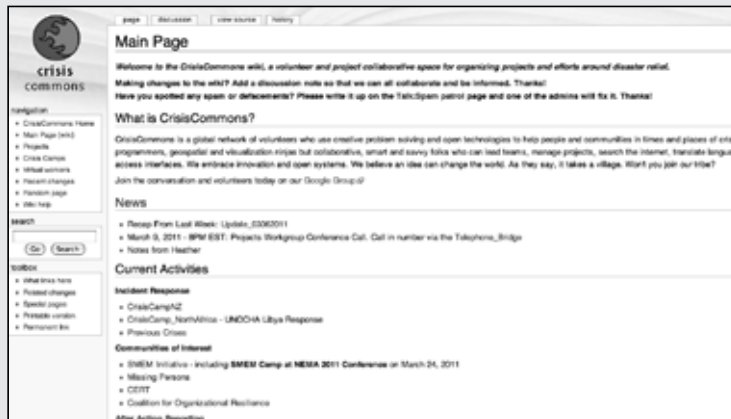 crisis
commons
page discussion view source history
Main Page
Welcome to the CrisisCommons wiki, a volunteer and project collaborative space for organizing projects and efforts around disaster relief.
Making changes to the wiki? Add a discussion note so that we can all collaborate and be informed. Thanks!
Have you spotted any spam or defacements? Please write it up on the Talk:Spam patrol page and one of the admins will fix it. Thanks!
What is CrisisCommons?
CrisisCommons is a global network of volunteers who use creative problem solving and open technologies to help people and communities in times and places of cris
programmers, geospatial and visualization ninjas but collaborative, smart and savvy folks who can lead teams, manage projects, search the internet, translate langua
access interfaces. We embrace innovation and open systems. We believe an idea can change the world. As they say, it takes a village. Won't you join our tribe?
Join the conversation and volunteers today on our Google Group
News
Recap From Last Week: Update_03082011
March 9, 2011 - 8PM EST: Projects Workgroup Conference Call. Call in number via the Telephone_Bridge
Notes from Heather
Current Activities
Incident Response
CrisisCampNZ
CrisisCamp_NorthAfrica - UNOCHA Libya Response
Previous Crises
Communities of Interest
SMEM Initiative - including SMEM Camp at NEMA 2011 Conference on March 24, 2011
Missing Persons
CERT
Coalition for Organizational Resilience
After Action Reporting
navigation
CrisisCommons Home
Main Page (wiki)
Projects
Crisis Camps
Virtual workers
Recent changes
Random page
Wiki help
search
Go Search
toolbox
What links here
Related changes
Special pages
Printable version
Permanent link